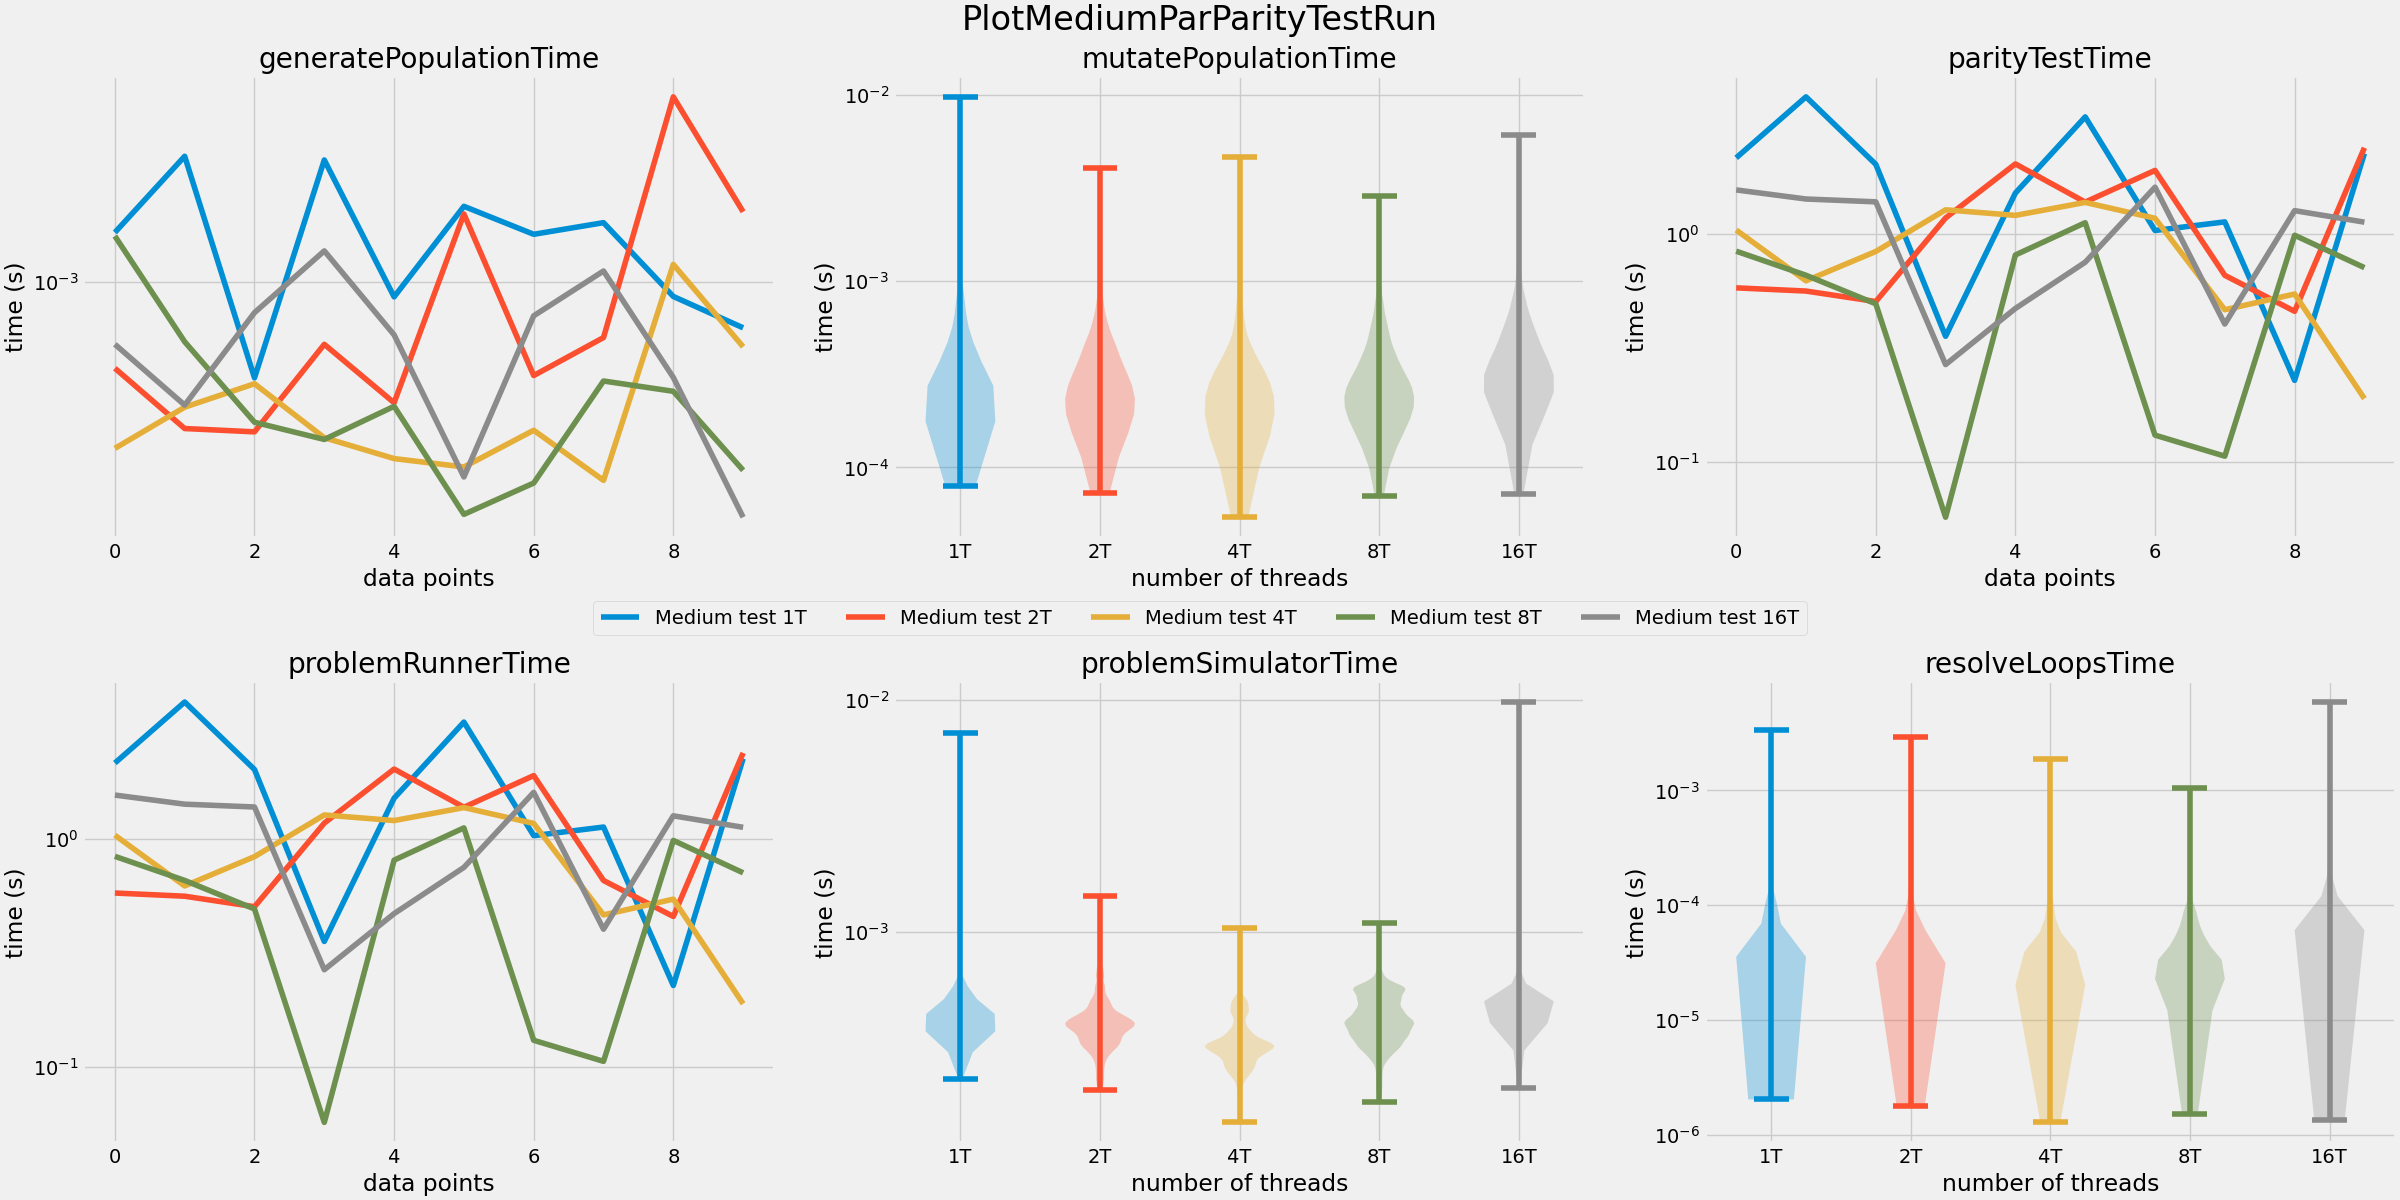 PlotMediumParParityTestRun
generatePopulationTime
time (s)
10⁻³
0 2 4 6 8
data points
mutatePopulationTime
time (s)
10⁻²
10⁻³
10⁻⁴
1T 2T 4T 8T 16T
number of threads
parityTestTime
time (s)
10⁰
10⁻¹
0 2 4 6 8
data points
Medium test 1T Medium test 2T Medium test 4T Medium test 8T Medium test 16T
problemRunnerTime
time (s)
10⁰
10⁻¹
0 2 4 6 8
data points
problemSimulatorTime
time (s)
10⁻²
10⁻³
1T 2T 4T 8T 16T
number of threads
resolveLoopsTime
time (s)
10⁻³
10⁻⁴
10⁻⁵
10⁻⁶
1T 2T 4T 8T 16T
number of threads